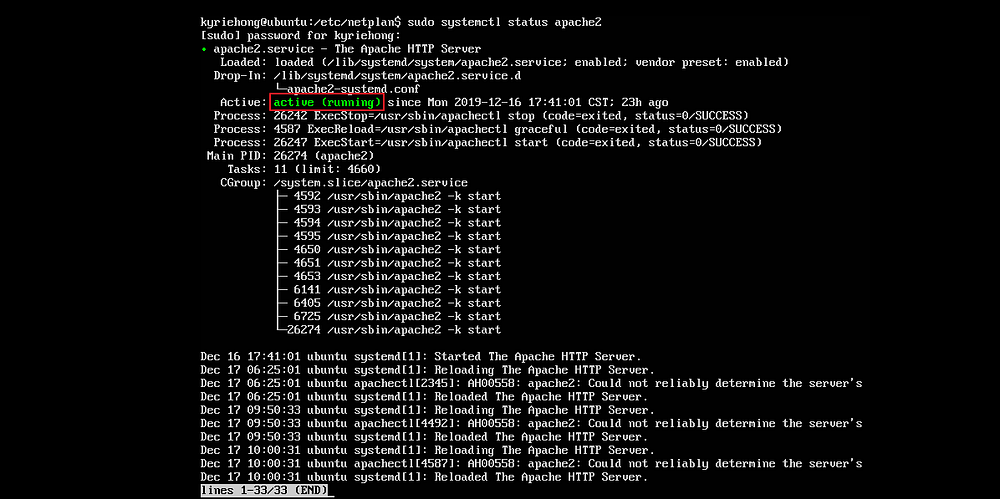 kyriehong@ubuntu:/etc/netplan$ sudo systemctl status apache2
[sudo] password for kyriehong:
● apache2.service - The Apache HTTP Server
Loaded: loaded (/lib/systemd/system/apache2.service; enabled; vendor preset: enabled)
Drop-In: /lib/systemd/system/apache2.service.d
└─apache2-systemd.conf
Active: active (running) since Mon 2019-12-16 17:41:01 CST; 23h ago
Process: 26242 ExecStop=/usr/sbin/apachectl stop (code=exited, status=0/SUCCESS)
Process: 4587 ExecReload=/usr/sbin/apachectl graceful (code=exited, status=0/SUCCESS)
Process: 26247 ExecStart=/usr/sbin/apachectl start (code=exited, status=0/SUCCESS)
Main PID: 26274 (apache2)
Tasks: 11 (limit: 4660)
CGroup: /system.slice/apache2.service
├─ 4592 /usr/sbin/apache2 -k start
├─ 4593 /usr/sbin/apache2 -k start
├─ 4594 /usr/sbin/apache2 -k start
├─ 4595 /usr/sbin/apache2 -k start
├─ 4650 /usr/sbin/apache2 -k start
├─ 4651 /usr/sbin/apache2 -k start
├─ 4653 /usr/sbin/apache2 -k start
├─ 6141 /usr/sbin/apache2 -k start
├─ 6405 /usr/sbin/apache2 -k start
├─ 6725 /usr/sbin/apache2 -k start
└─26274 /usr/sbin/apache2 -k start
Dec 16 17:41:01 ubuntu systemd[1]: Started The Apache HTTP Server.
Dec 17 06:25:01 ubuntu systemd[1]: Reloading The Apache HTTP Server.
Dec 17 06:25:01 ubuntu apachectl[2345]: AH00558: apache2: Could not reliably determine the server's
Dec 17 06:25:01 ubuntu systemd[1]: Reloaded The Apache HTTP Server.
Dec 17 09:50:33 ubuntu systemd[1]: Reloading The Apache HTTP Server.
Dec 17 09:50:33 ubuntu apachectl[4492]: AH00558: apache2: Could not reliably determine the server's
Dec 17 09:50:33 ubuntu systemd[1]: Reloaded The Apache HTTP Server.
Dec 17 10:00:31 ubuntu systemd[1]: Reloading The Apache HTTP Server.
Dec 17 10:00:31 ubuntu apachectl[4587]: AH00558: apache2: Could not reliably determine the server's
Dec 17 10:00:31 ubuntu systemd[1]: Reloaded The Apache HTTP Server.
lines 1-33/33 (END)